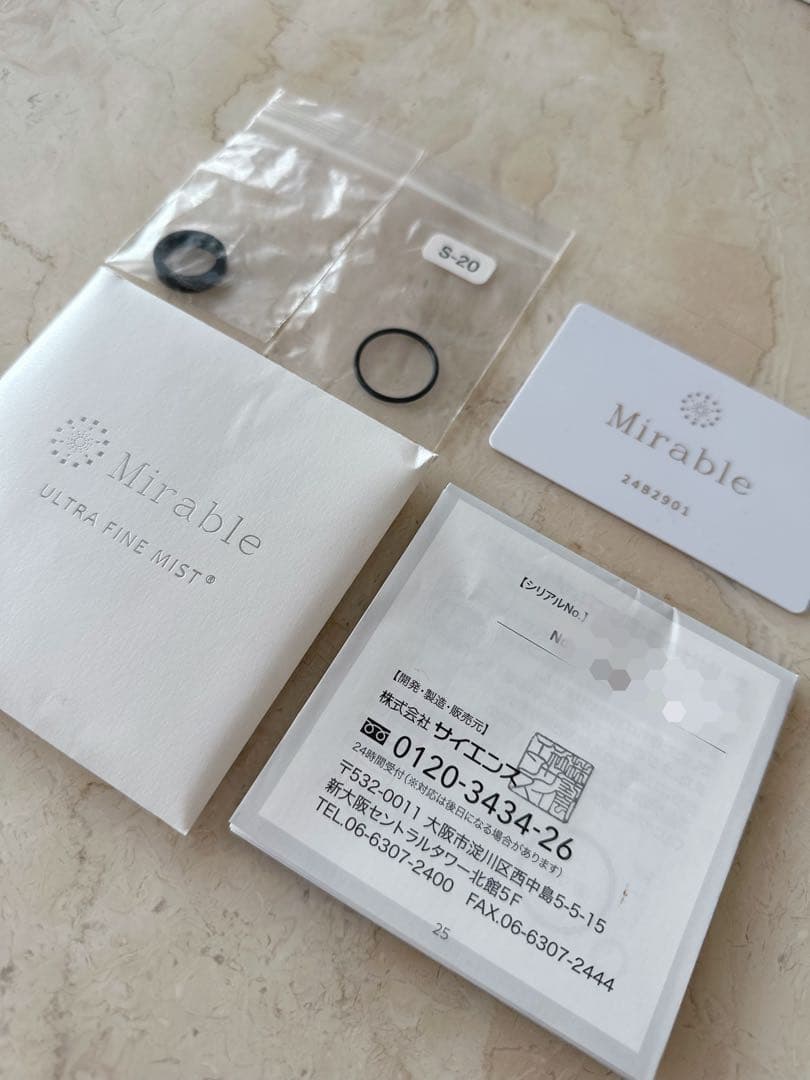 S-20
Mirable
24B2901
Mirable
ULTRA FINE MIST®
【シリアルNo.】
No
【開発・製造・販売元】
株式会社 サイエンス
0120-3434-26
24時間受付(※対応は後日になる場合があります)
〒532-0011 大阪市淀川区西中島5-5-15
新大阪セントラルタワー北館5F
TEL.06-6307-2400 FAX.06-6307-2444
25